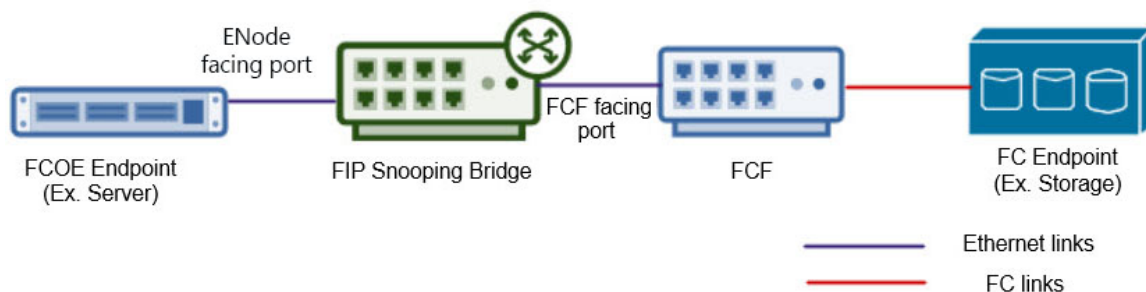 ENode
facing port
FCF facing
port
FCOE Endpoint
(Ex. Server)
FIP Snooping Bridge
FCF
FC Endpoint
(Ex. Storage)
Ethernet links
FC links